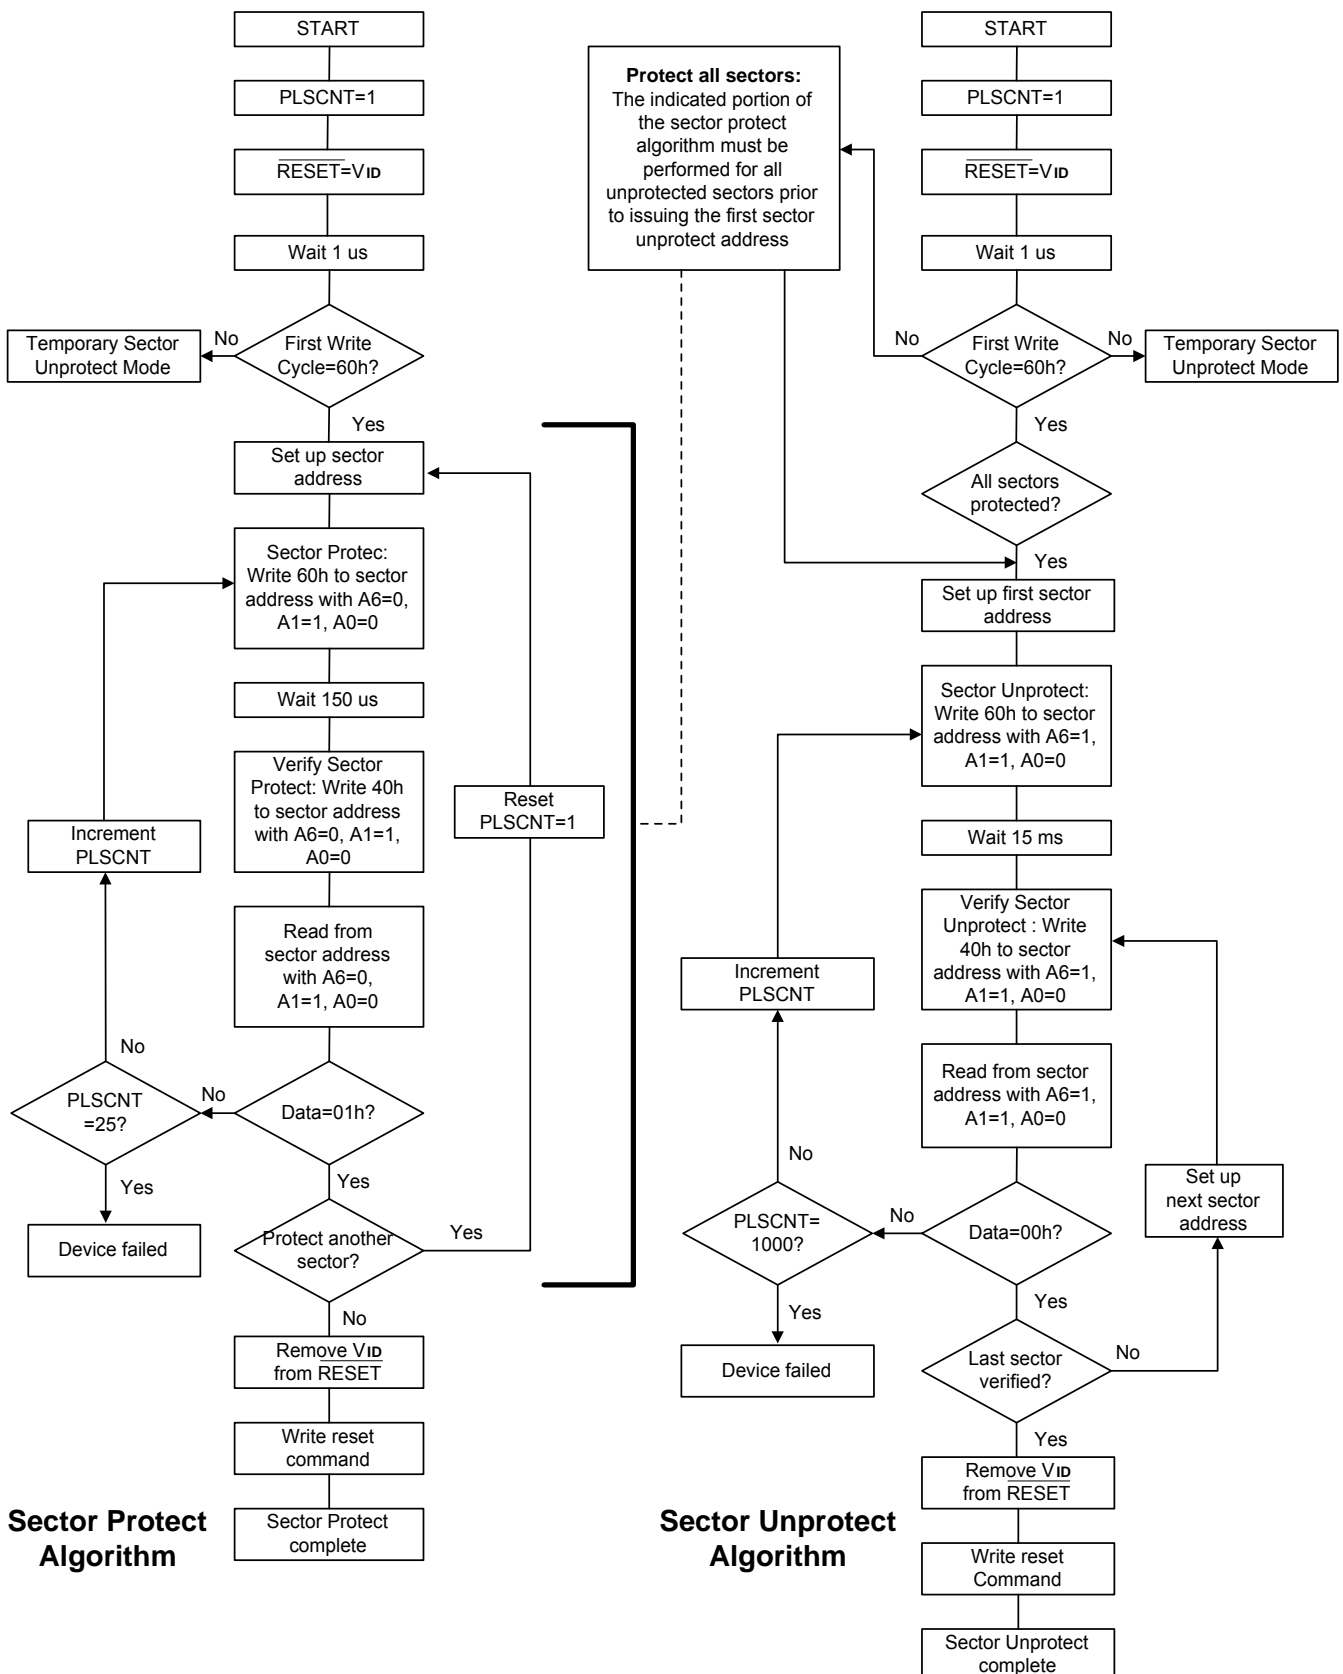 START
PLSCNT=1
RESET=VID
Wait 1 us
First Write
Cycle=60h?
No
Temporary Sector
Unprotect Mode
Yes
Set up sector
address
Sector Protec:
Write 60h to sector
address with A6=0,
A1=1, A0=0
Wait 150 us
Verify Sector
Protect: Write 40h
to sector address
with A6=0, A1=1,
A0=0
Reset
PLSCNT=1
Increment
PLSCNT
Read from
sector address
with A6=0,
A1=1, A0=0
No
PLSCNT
=25?
No
Data=01h?
Yes
Yes
Device failed
Protect another
sector?
Yes
No
Remove VID
from RESET
Write reset
command
Sector Protect
complete
Sector Protect
Algorithm
Protect all sectors:
The indicated portion of
the sector protect
algorithm must be
performed for all
unprotected sectors prior
to issuing the first sector
unprotect address
START
PLSCNT=1
RESET=VID
Wait 1 us
No
First Write
Cycle=60h?
No
Temporary Sector
Unprotect Mode
Yes
All sectors
protected?
Yes
Set up first sector
address
Sector Unprotect:
Write 60h to sector
address with A6=1,
A1=1, A0=0
Wait 15 ms
Verify Sector
Unprotect : Write
40h to sector
address with A6=1,
A1=1, A0=0
Increment
PLSCNT
Read from sector
address with A6=1,
A1=1, A0=0
No
PLSCNT=
1000?
No
Data=00h?
Set up
next sector
address
Yes
Yes
Device failed
Last sector
verified?
No
Yes
Remove VID
from RESET
Write reset
Command
Sector Unprotect
complete
Sector Unprotect
Algorithm